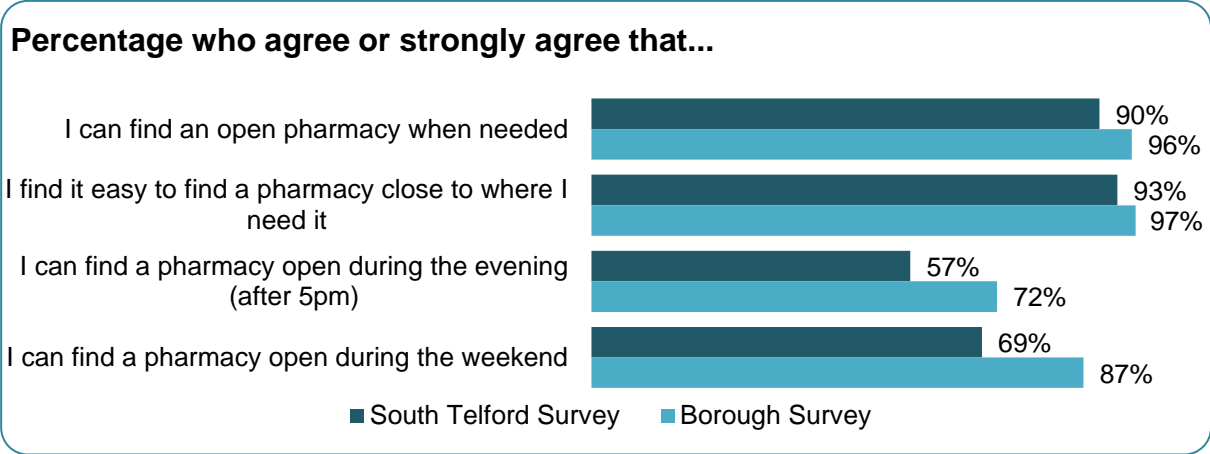 Percentage who agree or strongly agree that...
I can find an open pharmacy when needed
90%
96%
I find it easy to find a pharmacy close to where I
need it
93%
97%
I can find a pharmacy open during the evening
(after 5pm)
57%
72%
I can find a pharmacy open during the weekend
69%
87%
South Telford Survey
Borough Survey